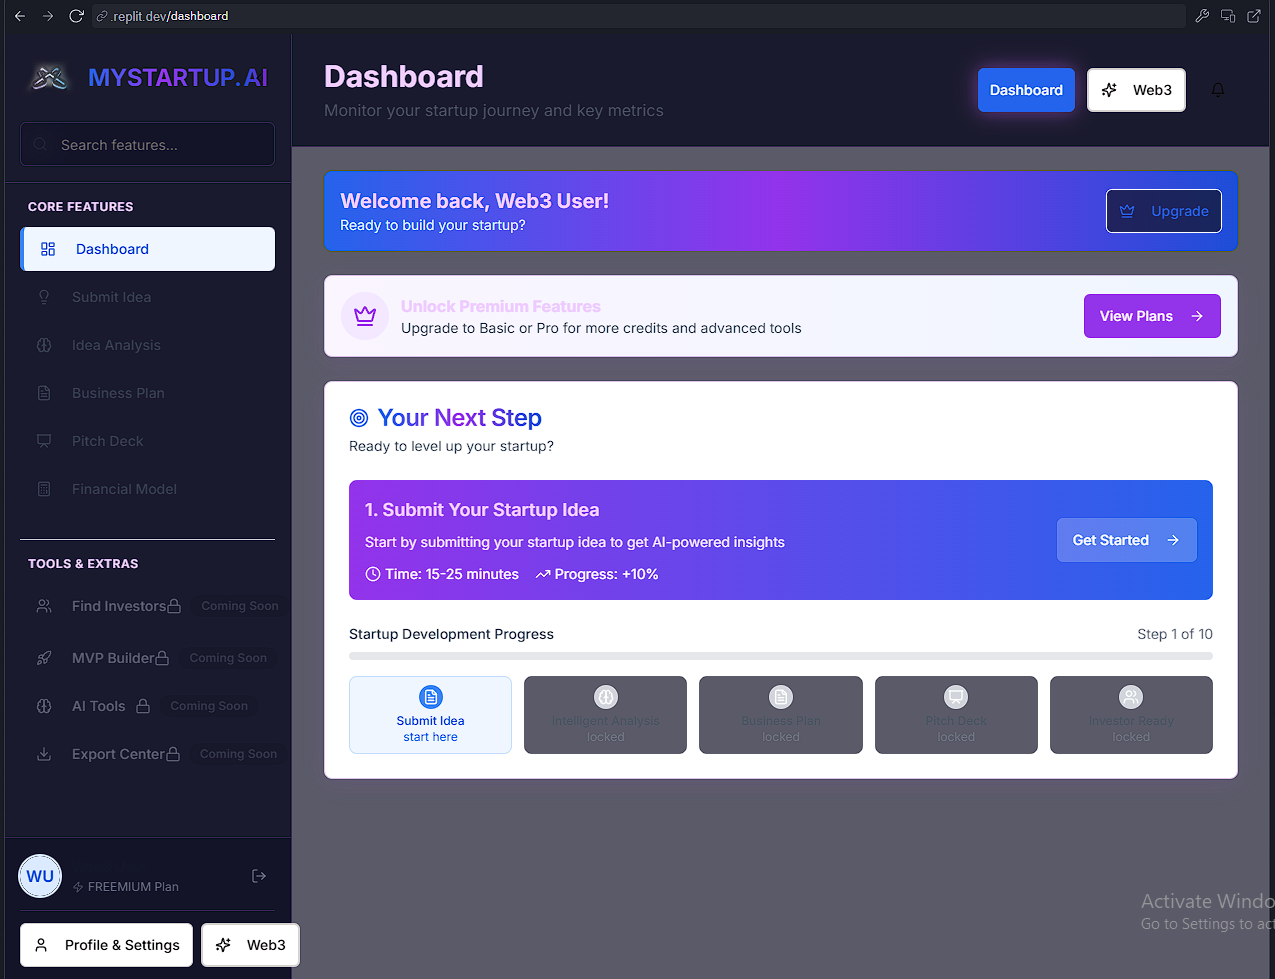 .replit.dev/dashboard
MYSTARTUP.AI
Search features...
CORE FEATURES
Dashboard
Submit Idea
Idea Analysis
Business Plan
Pitch Deck
Financial Model
TOOLS & EXTRAS
Find Investors Coming Soon
MVP Builder Coming Soon
AI Tools Coming Soon
Export Center Coming Soon
WU
FREEMIUM Plan
Profile & Settings
Web3
Dashboard
Monitor your startup journey and key metrics
Dashboard
Web3
Welcome back, Web3 User!
Ready to build your startup?
Upgrade
Unlock Premium Features
Upgrade to Basic or Pro for more credits and advanced tools
View Plans
Your Next Step
Ready to level up your startup?
1. Submit Your Startup Idea
Start by submitting your startup idea to get AI-powered insights
Time: 15-25 minutes Progress: +10%
Get Started
Startup Development Progress
Step 1 of 10
Submit Idea
start here
Intelligent Analysis
locked
Business Plan
locked
Pitch Deck
locked
Investor Ready
locked
Activate Windo
Go to Settings to act